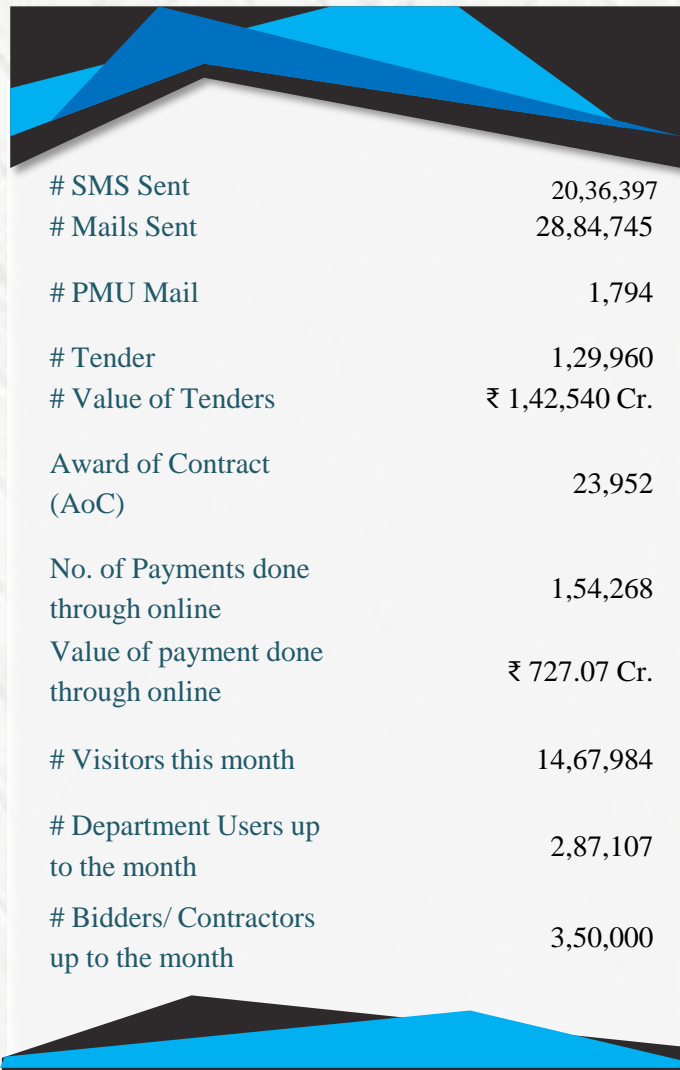 # SMS Sent 20,36,397
# Mails Sent 28,84,745
# PMU Mail 1,794
# Tender 1,29,960
# Value of Tenders ₹ 1,42,540 Cr.
Award of Contract
(AoC) 23,952
No. of Payments done
through online 1,54,268
Value of payment done
through online ₹ 727.07 Cr.
# Visitors this month 14,67,984
# Department Users up
to the month 2,87,107
# Bidders/ Contractors
up to the month 3,50,000